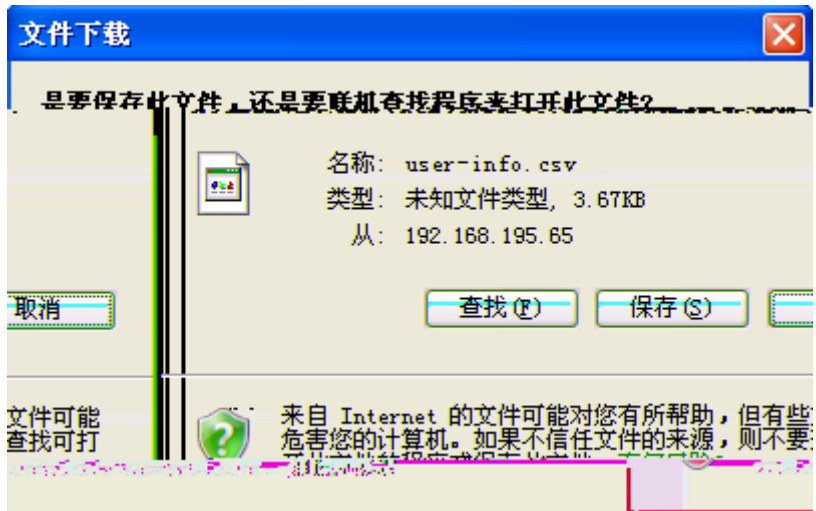 文件下载
是要保存此文件，还是要联机查找程序来打开此文件?
名称: user-info.csv
类型: 未知文件类型, 3.67KB
从: 192.168.195.65
取消
查找(F)
保存(S)
文件可能
查找可打
来自 Internet 的文件可能对您有所帮助，但有些
危害您的计算机。如果不信任文件的来源，则不要